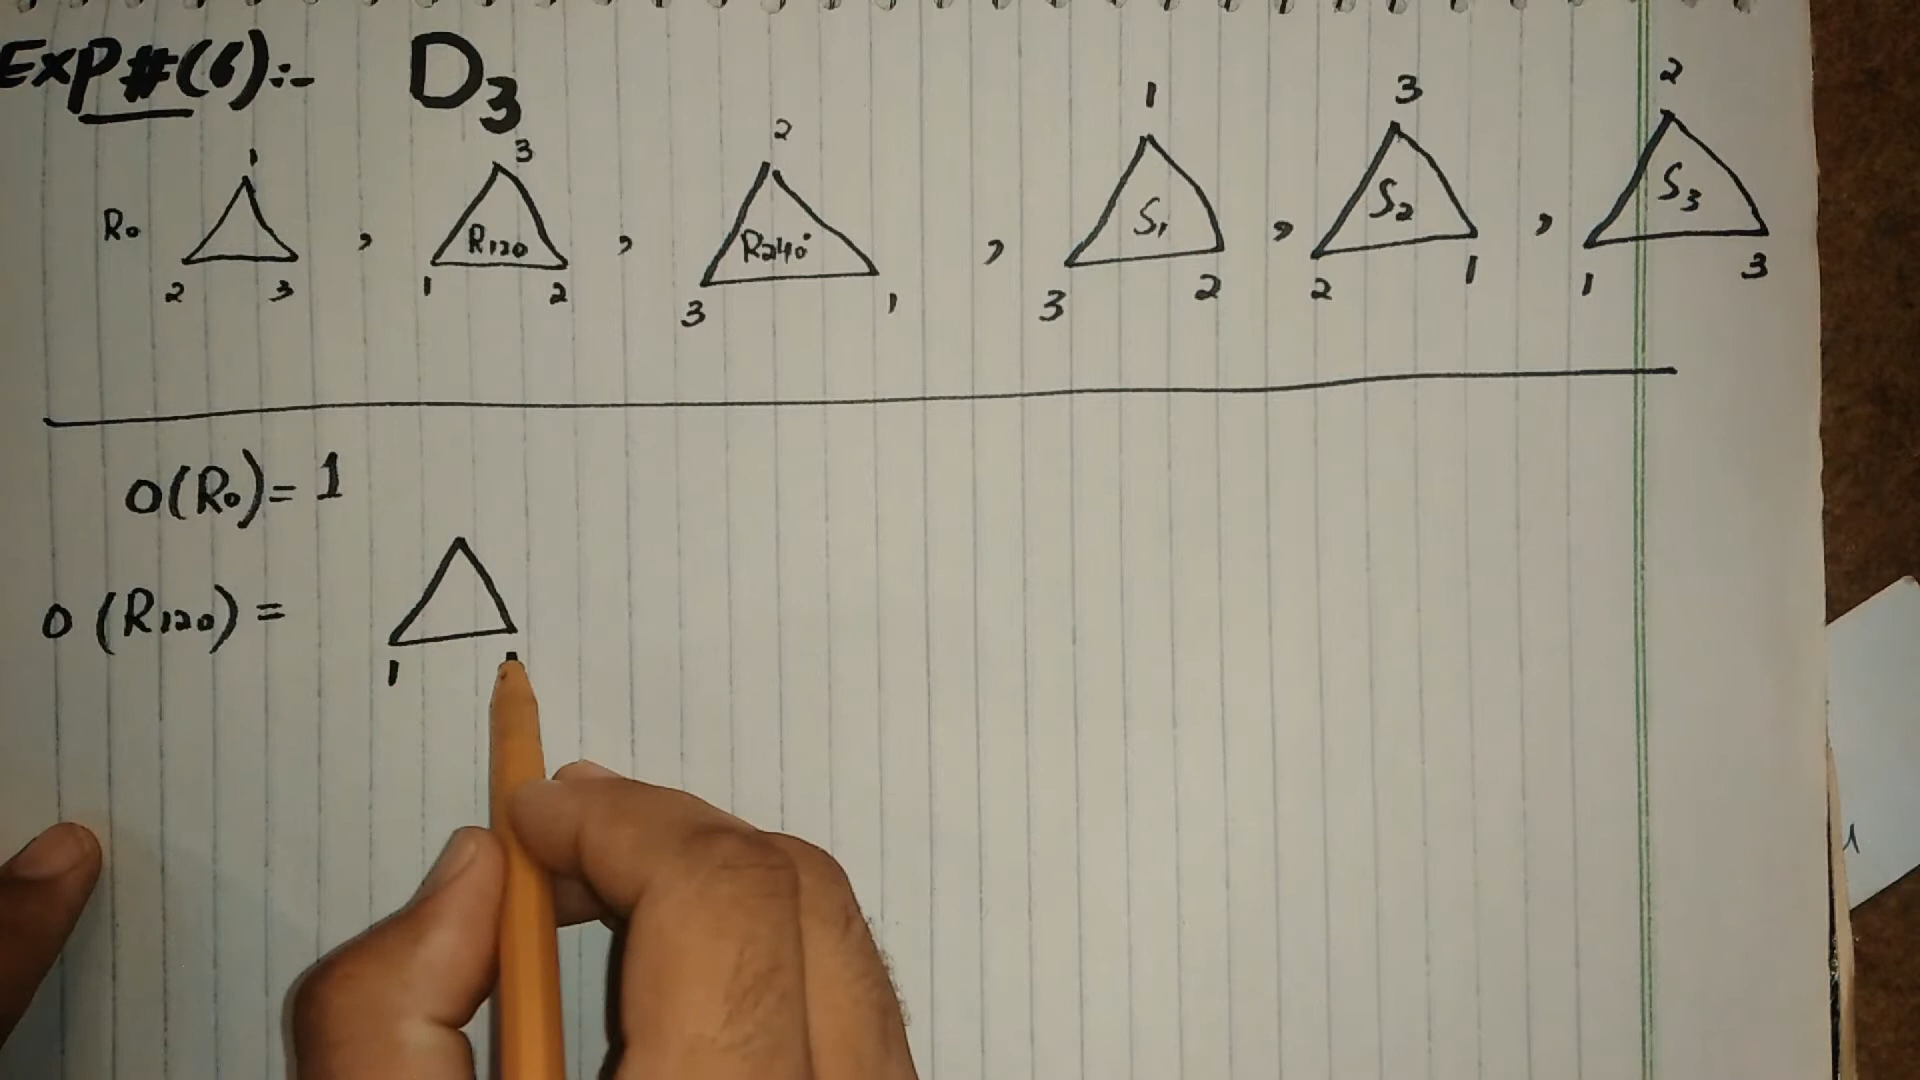 Exp#(6):- D3
1 3 2 1 3 2
R0 , R120 , R240° , S1 , S2 , S3
2 3 1 2 3 1 3 2 2 1 1 3
O(R0)= 1
O(R120) =
1